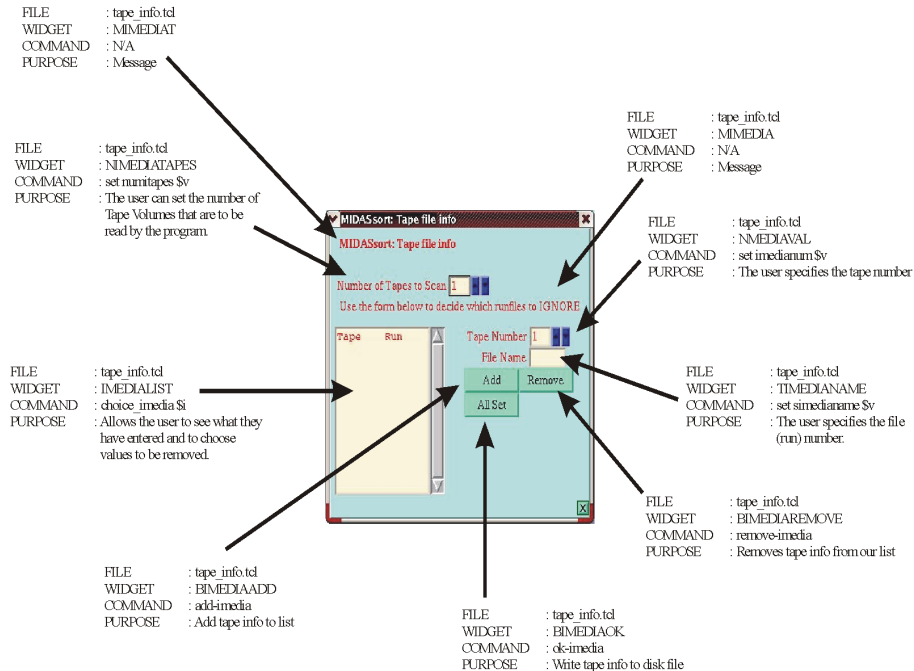 FILE : tape_info.tcl
WIDGET : MIMEDIAT
COMMAND : N/A
PURPOSE : Message
FILE : tape_info.tcl
WIDGET : MIMEDIA
COMMAND : N/A
PURPOSE : Message
FILE : tape_info.tcl
WIDGET : NIMEDIATAPES
COMMAND : set numitapes $v
PURPOSE : The user can set the number of
Tape Volumes that are to be
read by the program.
FILE : tape_info.tcl
WIDGET : NMEDIAVAL
COMMAND : set imedianum $v
PURPOSE : The user specifies the tape number
MIDASsort: Tape file info
MIDASsort: Tape file info
Number of Tapes to Scan 1
Use the form below to decide which runfiles to IGNORE
Tape Run
Tape Number 1
File Name
Add Remove
All Set
X
FILE : tape_info.tcl
WIDGET : IMEDIALIST
COMMAND : choice_imedia $i
PURPOSE : Allows the user to see what they
have entered and to choose
values to be removed.
FILE : tape_info.tcl
WIDGET : TIMEDIANAME
COMMAND : set simedianame $v
PURPOSE : The user specifies the file
(run) number.
FILE : tape_info.tcl
WIDGET : BIMEDIAREMOVE
COMMAND : remove-imedia
PURPOSE : Removes tape info from our list
FILE : tape_info.tcl
WIDGET : BIMEDIAADD
COMMAND : add-imedia
PURPOSE : Add tape info to list
FILE : tape_info.tcl
WIDGET : BIMEDIAOK
COMMAND : ok-imedia
PURPOSE : Write tape info to disk file